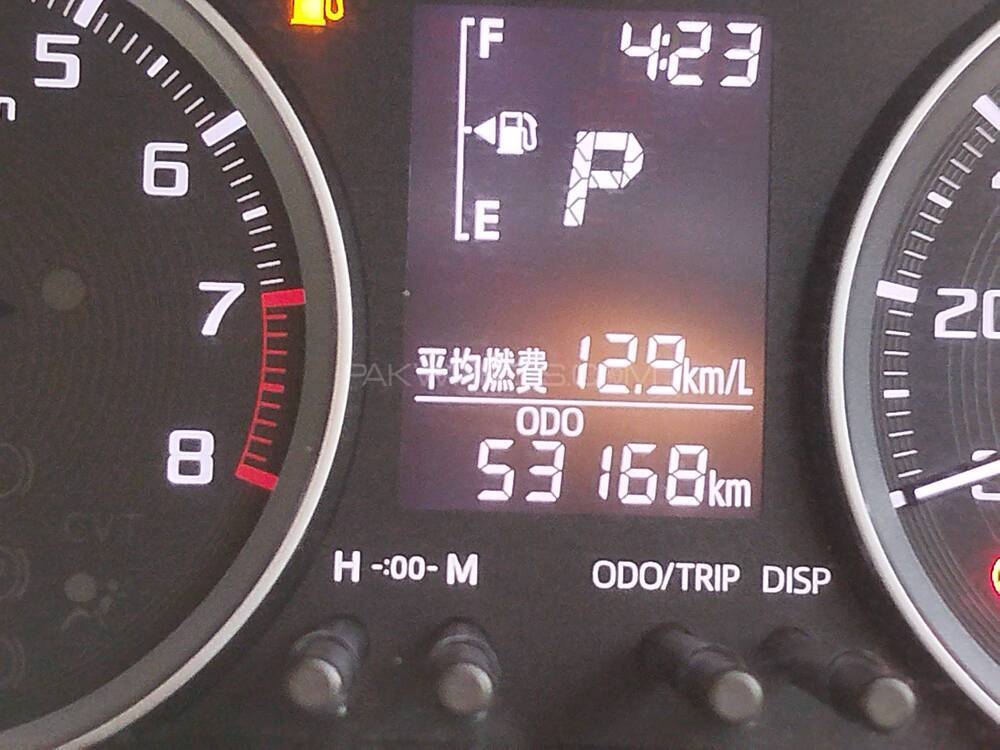 5
6
7
8
F
4:23
P
E
平均燃費 12.9km/L
ODO
53168km
20
H -:00- M
ODO/TRIP DISP
CVT